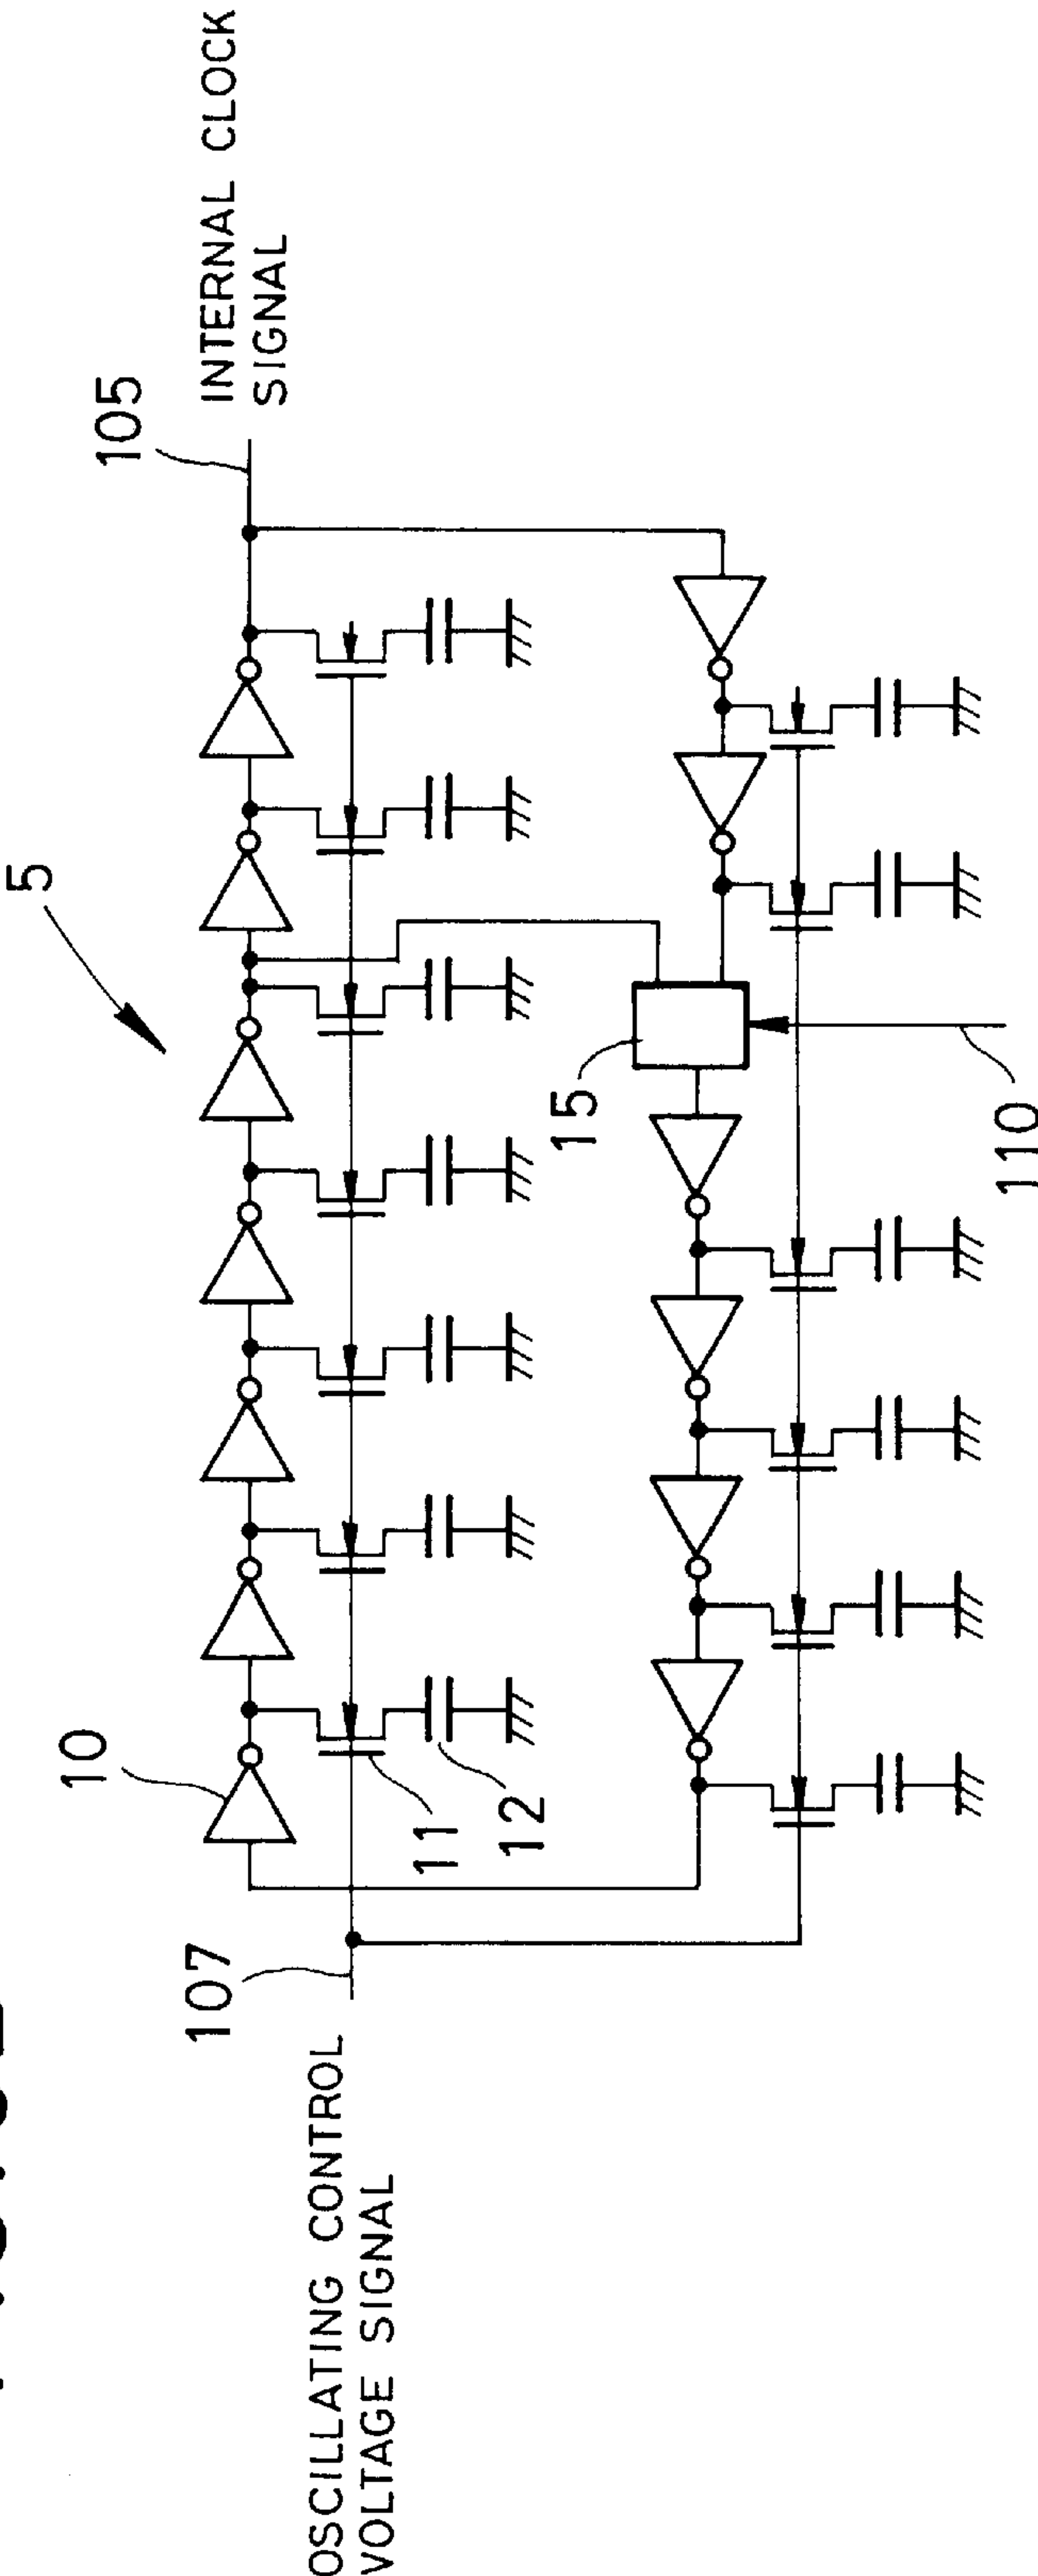 5
105
INTERNAL CLOCK
SIGNAL
10
11
12
107
OSCILLATING CONTROL
VOLTAGE SIGNAL
15
110